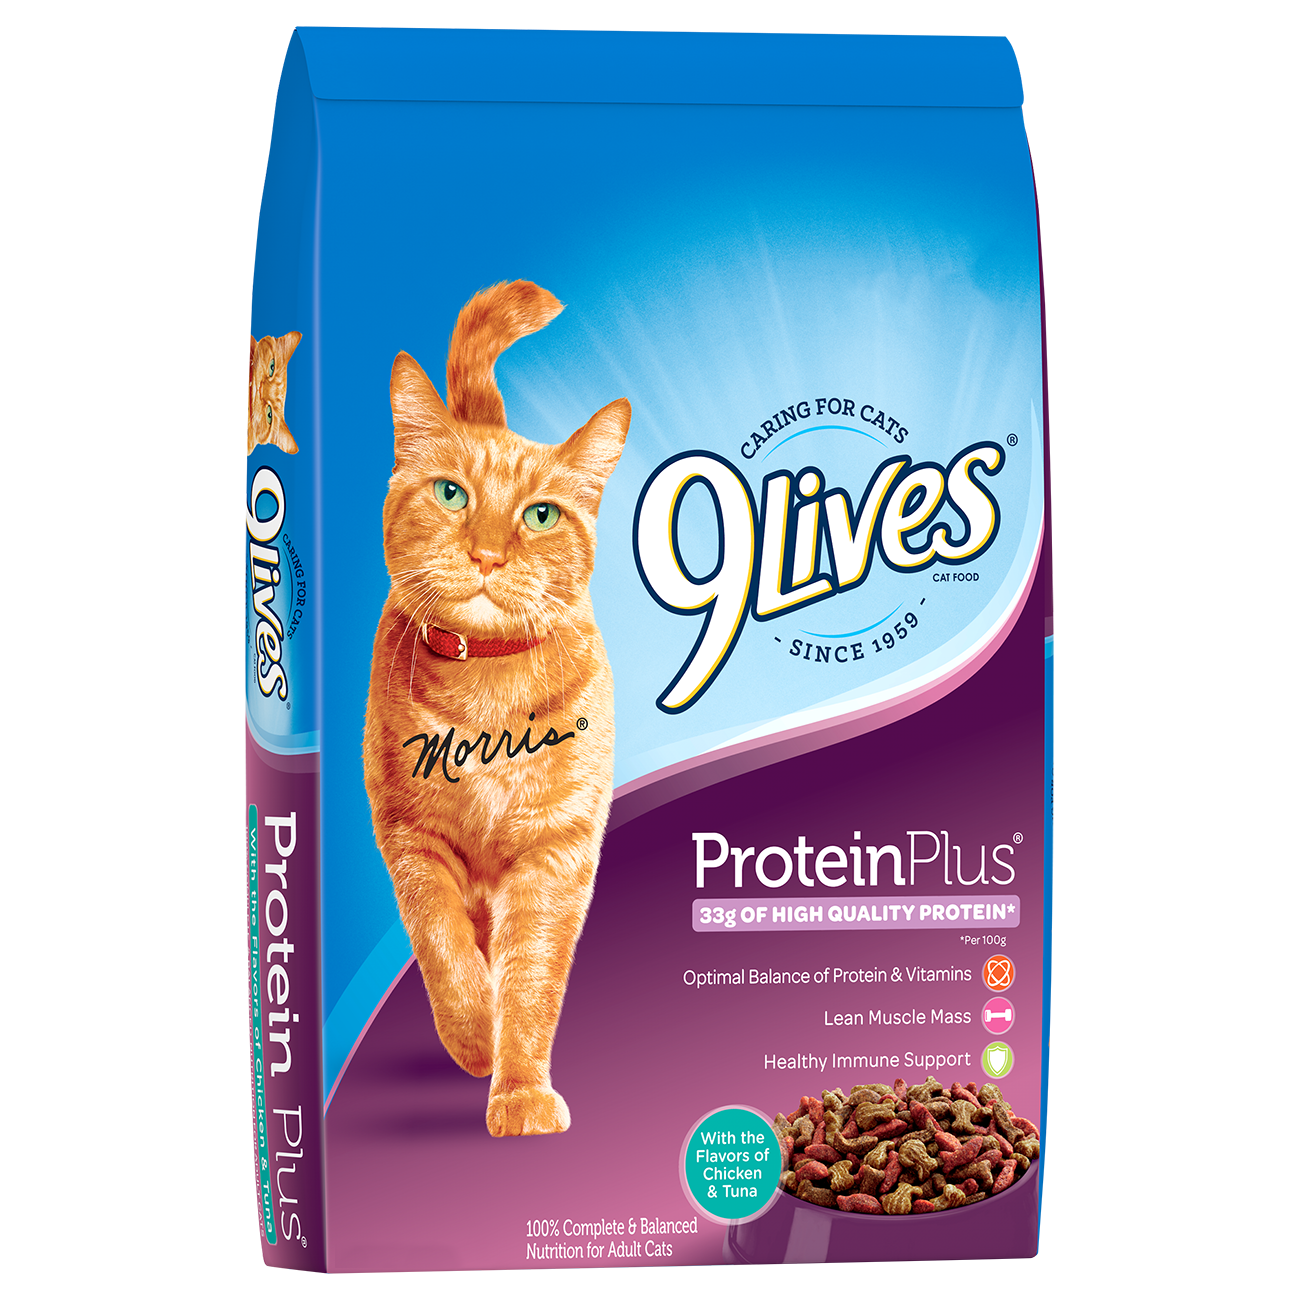 CARING FOR CATS
9Lives®
CAT FOOD
- SINCE 1959 -
Morris®
ProteinPlus®
33g OF HIGH QUALITY PROTEIN*
*Per 100g
Optimal Balance of Protein & Vitamins
Lean Muscle Mass
Healthy Immune Support
With the
Flavors of
Chicken
& Tuna
100% Complete & Balanced
Nutrition for Adult Cats
CARING FOR CATS
9Lives®
Protein Plus®
With the Flavors of Chicken & Tuna